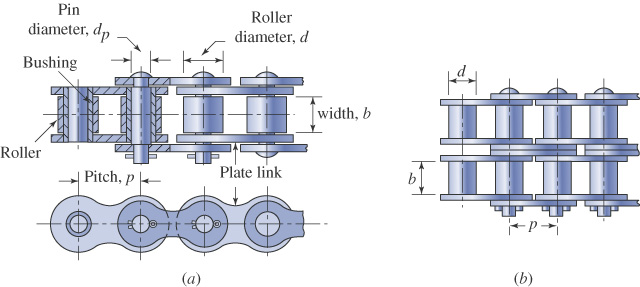 Pin
diameter, dp
Roller
diameter, d
Bushing
width, b
Roller
Pitch, p
Plate link
(a)
d
b
p
(b)